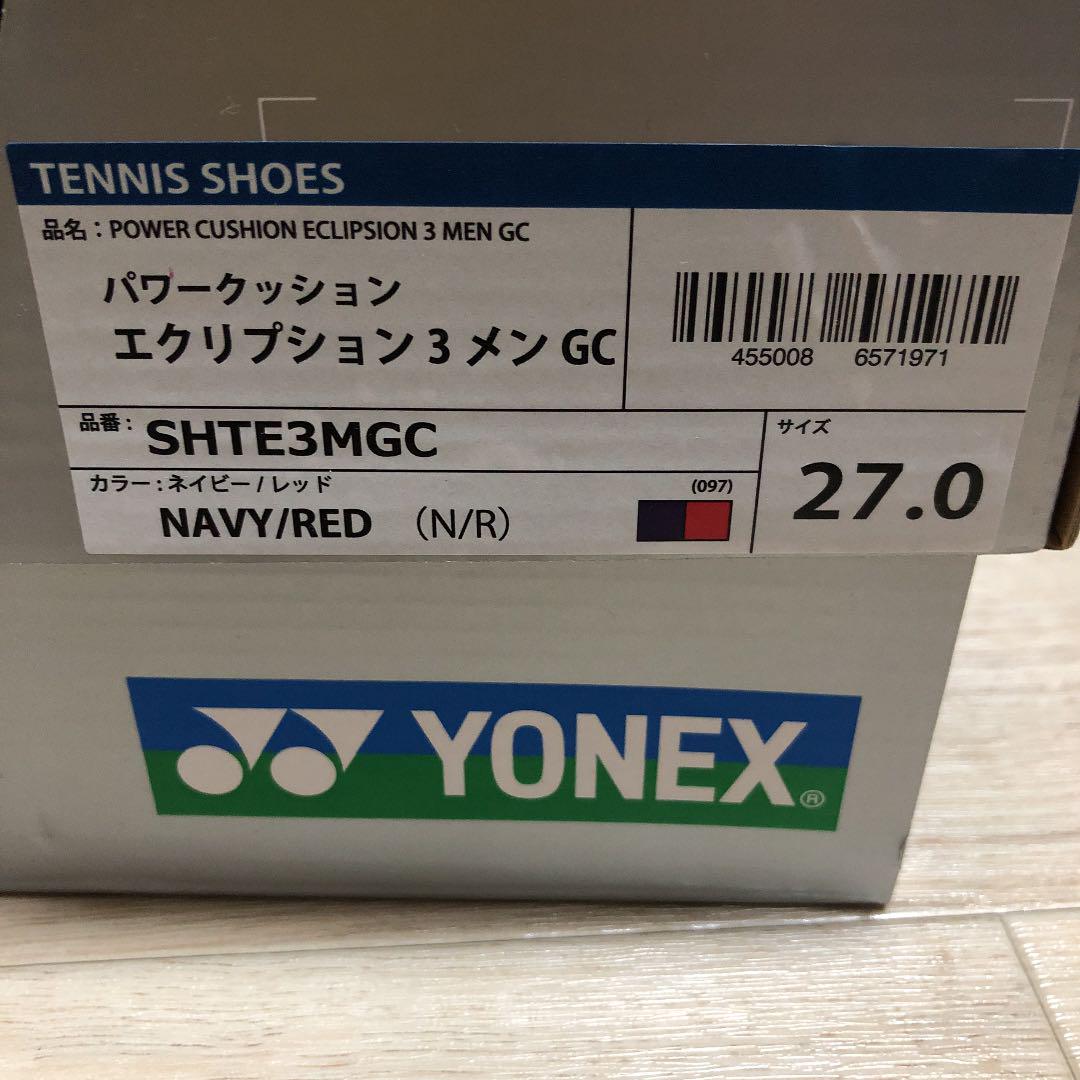 TENNIS SHOES
品名：POWER CUSHION ECLIPSION 3 MEN GC
パワークッション
エクリプション 3 メン GC
455008 6571971
品番：
SHTE3MGC
サイズ
27.0
カラー：ネイビー / レッド
(097)
NAVY/RED （N/R）
YONEX®